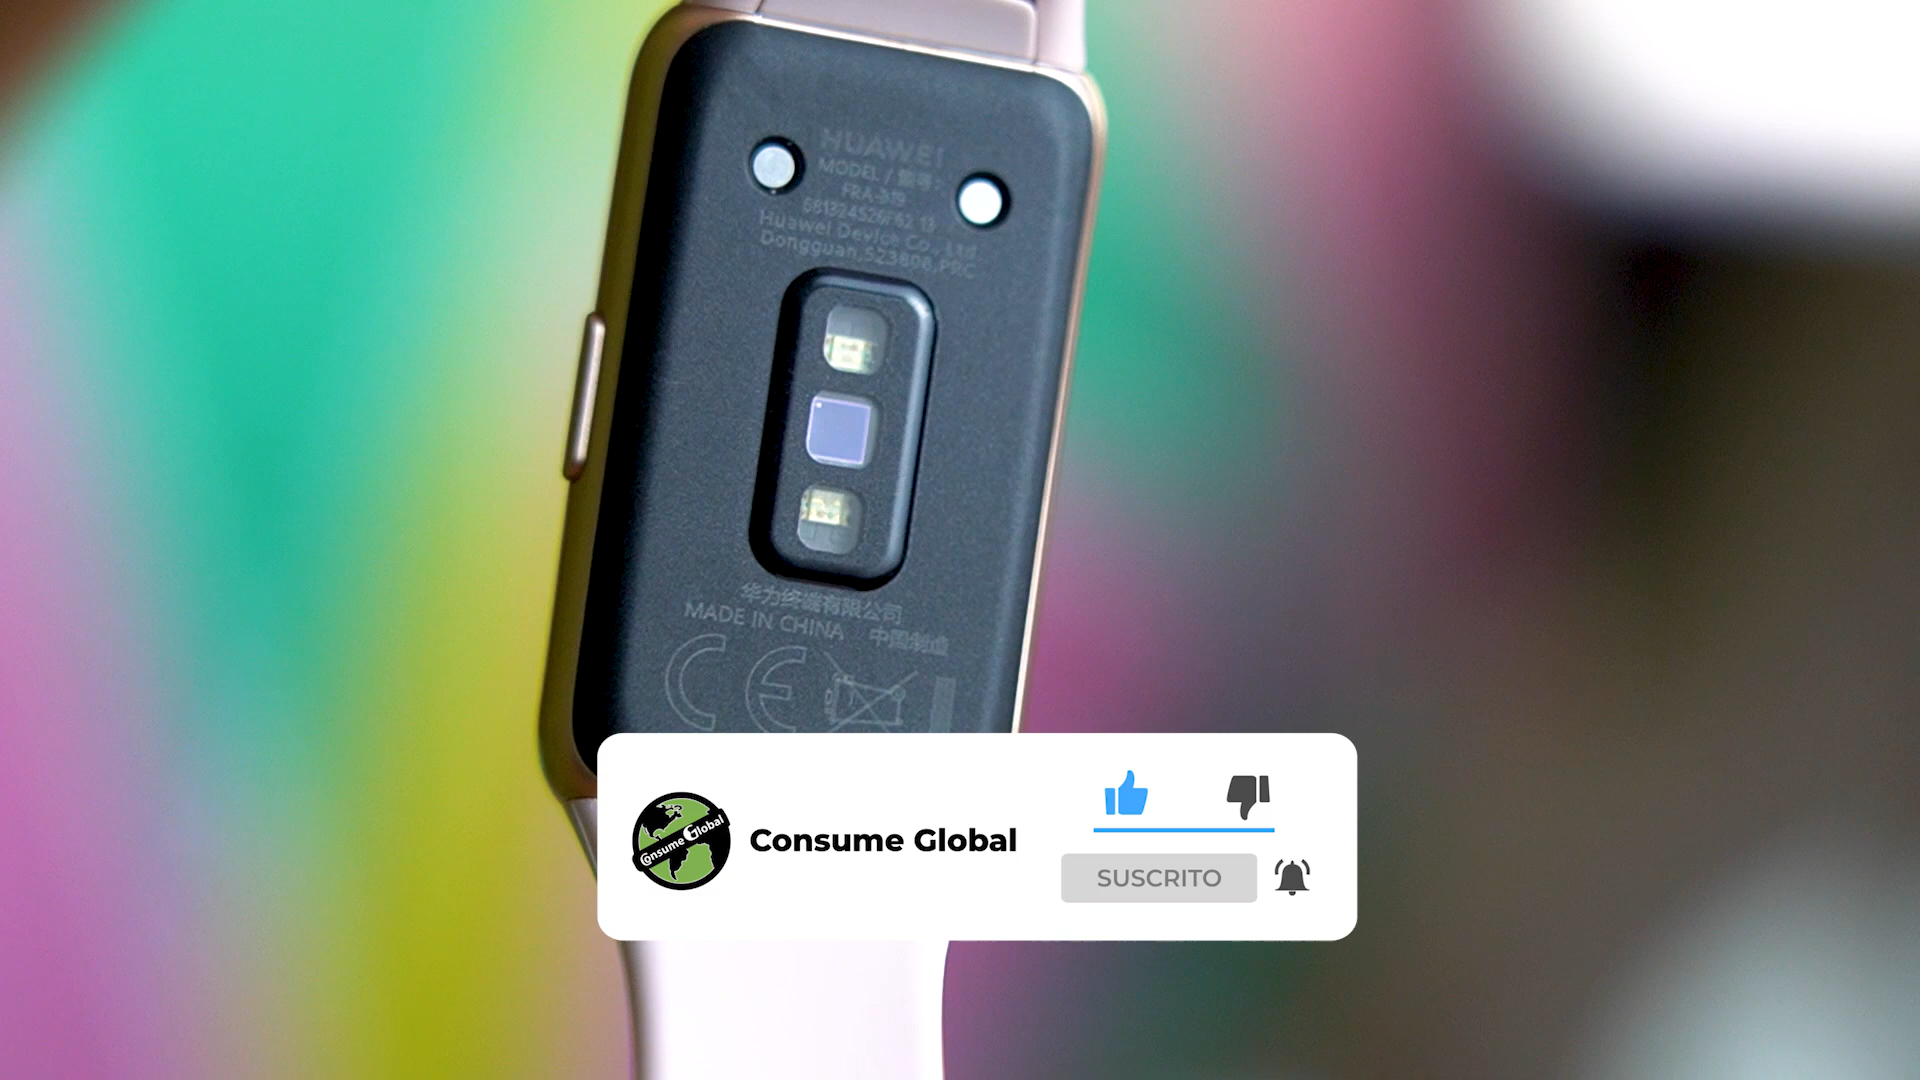 HUAWEI
MODEL / 型号:
FRA-B19
Huawei Device Co., Ltd
Dongguan,523808,PRC
华为终端有限公司
MADE IN CHINA 中国制造
CE
Consume Global
Consume Global
SUSCRITO